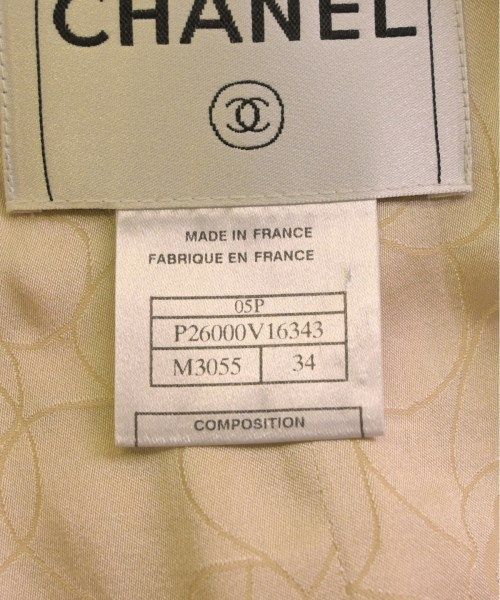 CHANEL
MADE IN FRANCE
FABRIQUE EN FRANCE
05P
P26000V16343
M3055 34
COMPOSITION